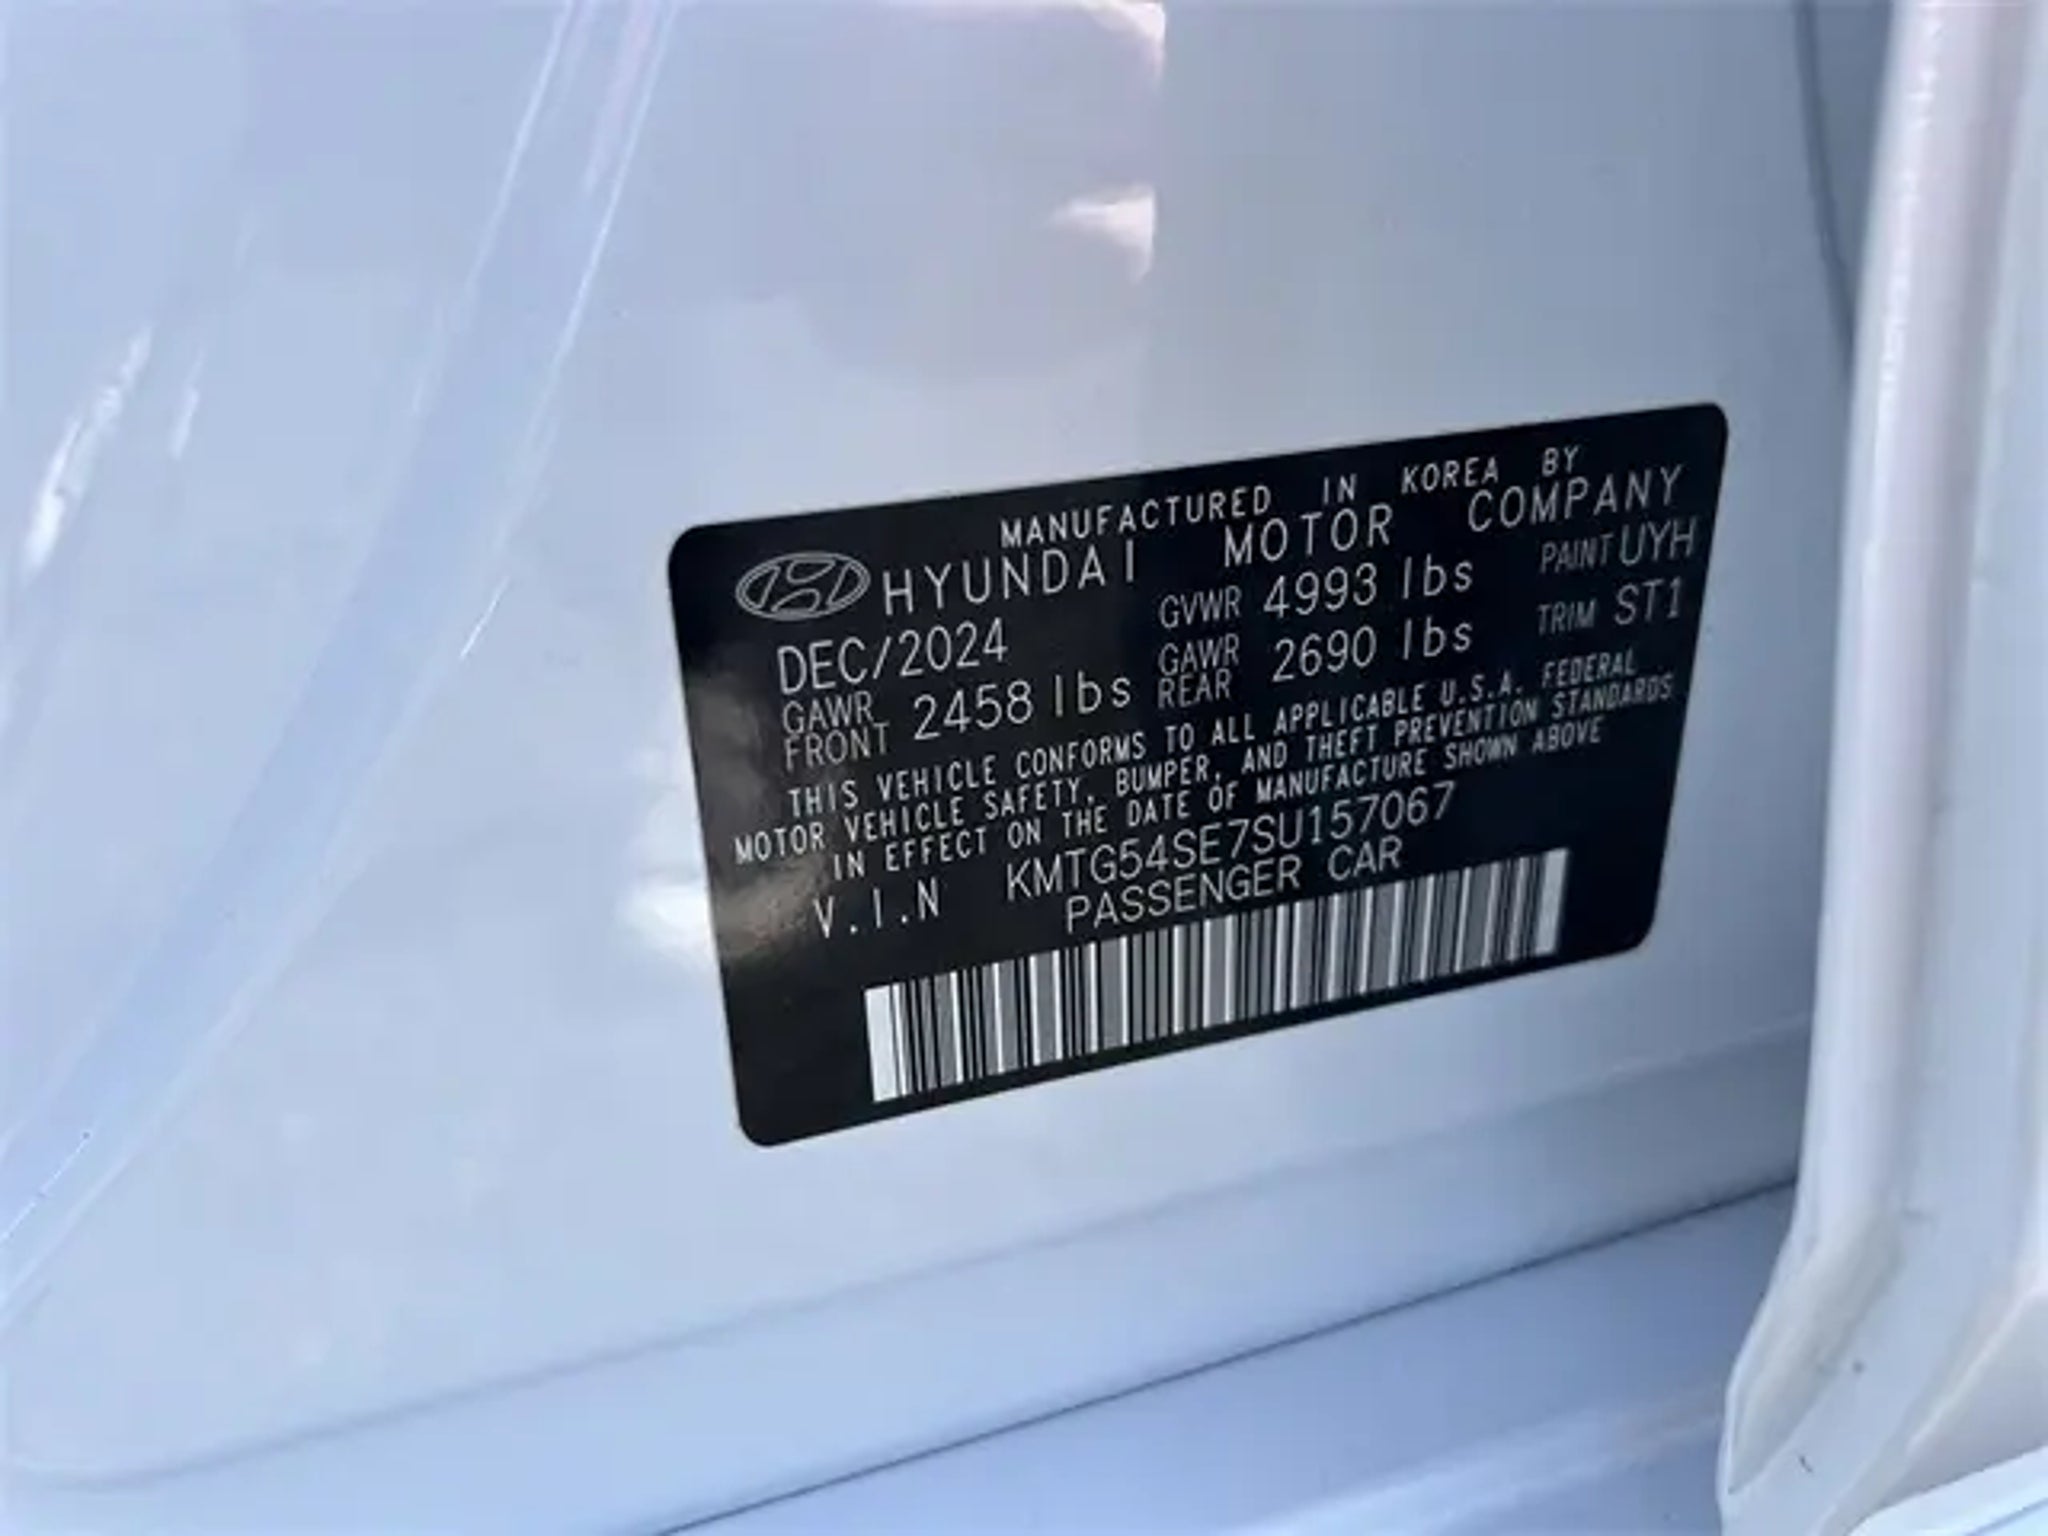 MANUFACTURED IN KOREA BY
HYUNDAI MOTOR COMPANY
DEC/2024 GVWR 4993 lbs PAINT UYH
GAWR FRONT 2458 lbs GAWR REAR 2690 lbs TRIM ST1
THIS VEHICLE CONFORMS TO ALL APPLICABLE U.S.A. FEDERAL
MOTOR VEHICLE SAFETY, BUMPER, AND THEFT PREVENTION STANDARDS
IN EFFECT ON THE DATE OF MANUFACTURE SHOWN ABOVE
V.I.N KMTG54SE7SU157067
PASSENGER CAR